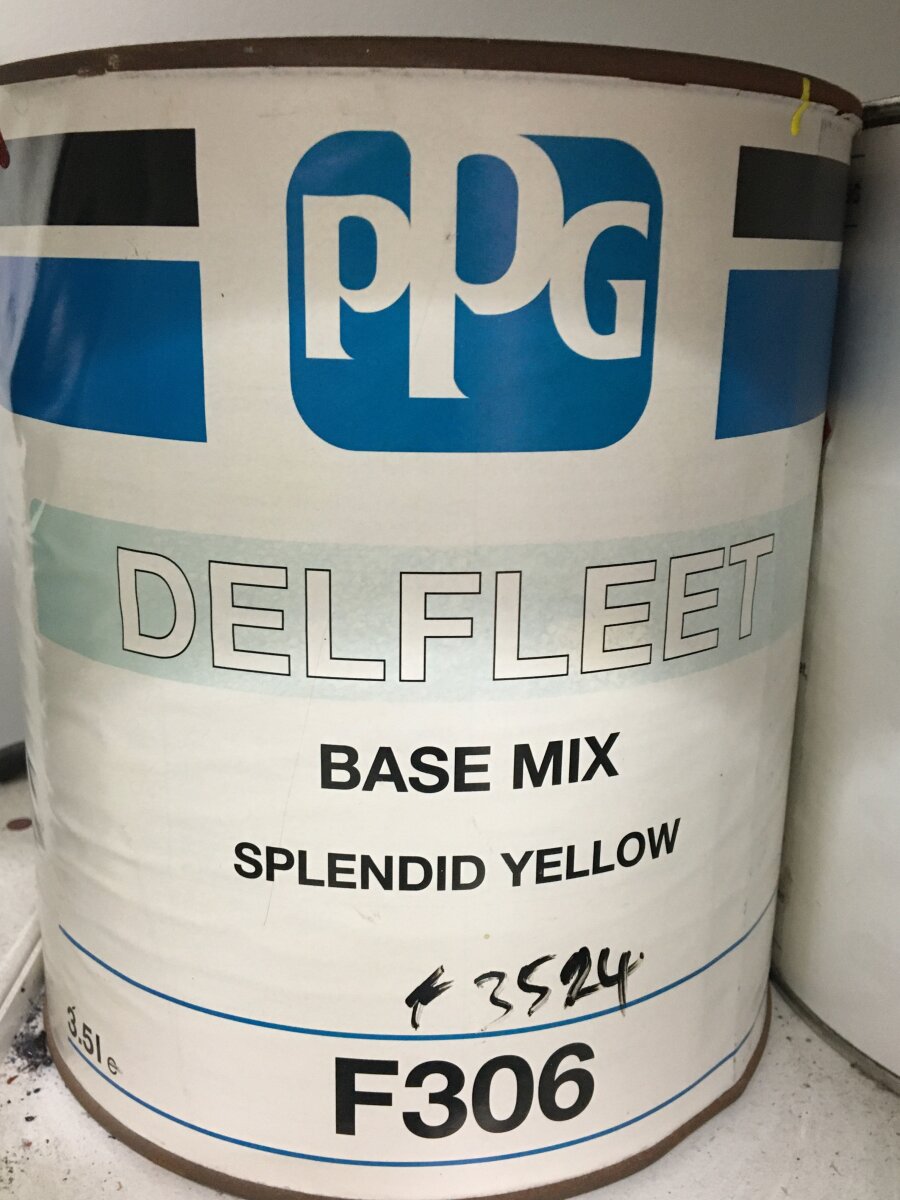 PPG
DELFLEET
BASE MIX
SPLENDID YELLOW
F3524
3.5l e
F306